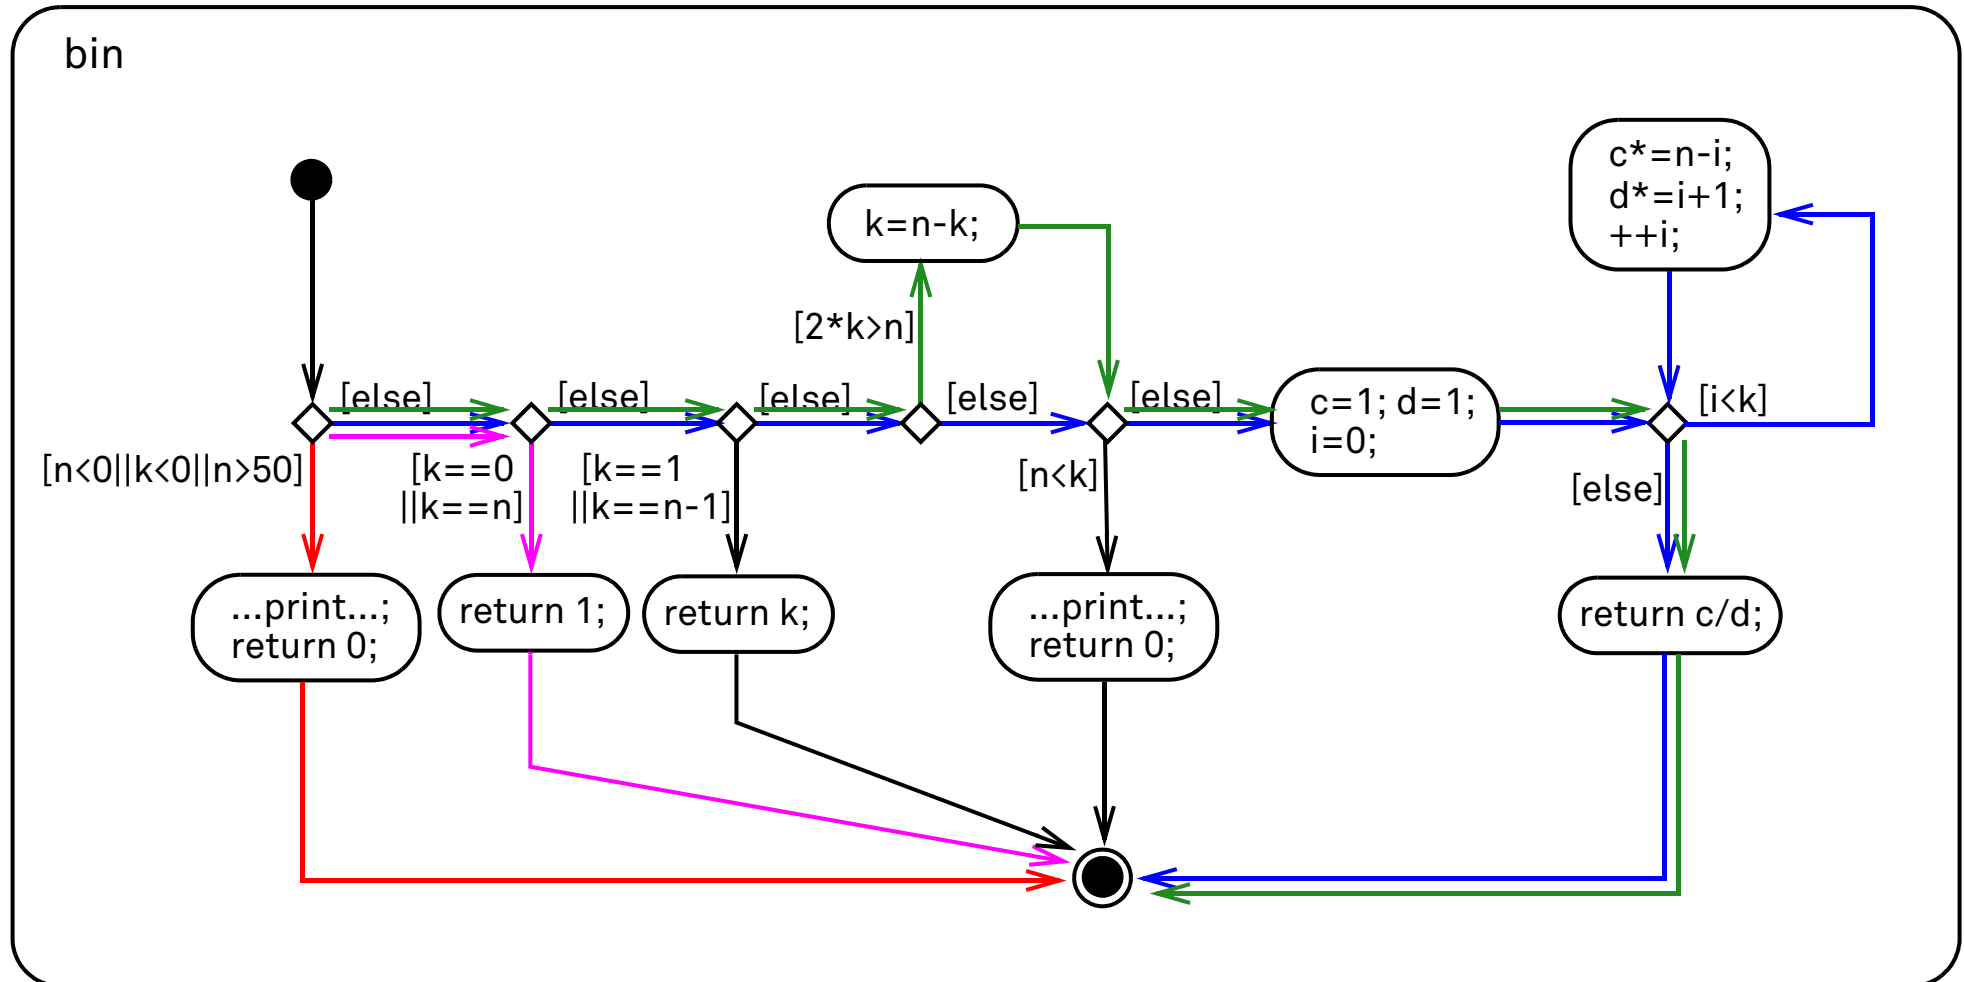 bin
c*=n-i;
d*=i+1;
++i;
k=n-k;
[2*k>n]
[else]
[else]
[else]
[else]
[else]
c=1; d=1;
i=0;
[i<k]
[n<0||k<0||n>50]
[k==0
||k==n]
[k==1
||k==n-1]
[n<k]
[else]
...print...;
return 0;
return 1;
return k;
...print...;
return 0;
return c/d;